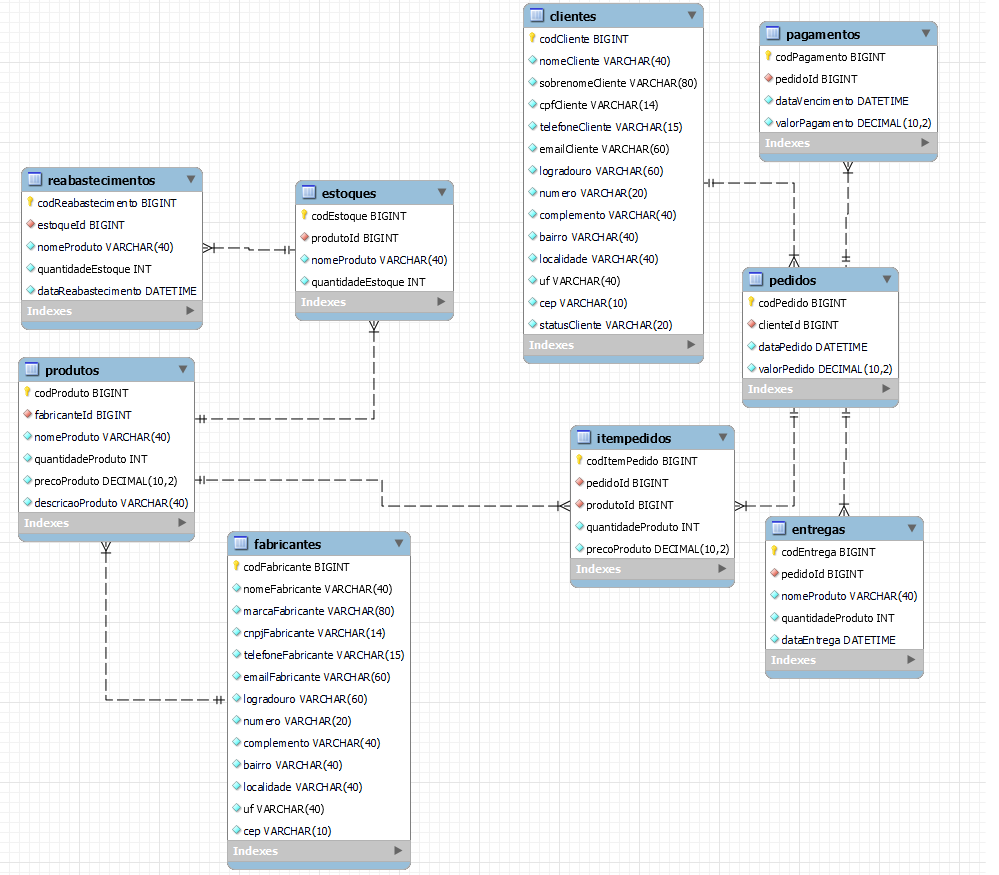 clientes
codCliente BIGINT
nomeCliente VARCHAR(40)
sobrenomeCliente VARCHAR(80)
cpfCliente VARCHAR(14)
telefoneCliente VARCHAR(15)
emailCliente VARCHAR(60)
logradouro VARCHAR(60)
numero VARCHAR(20)
complemento VARCHAR(40)
bairro VARCHAR(40)
localidade VARCHAR(40)
uf VARCHAR(40)
cep VARCHAR(10)
statusCliente VARCHAR(20)
Indexes
pagamentos
codPagamento BIGINT
pedidoId BIGINT
dataVencimento DATETIME
valorPagamento DECIMAL(10,2)
Indexes
reabastecimentos
codReabastecimento BIGINT
estoqueId BIGINT
nomeProduto VARCHAR(40)
quantidadeEstoque INT
dataReabastecimento DATETIME
Indexes
estoques
codEstoque BIGINT
produtoId BIGINT
nomeProduto VARCHAR(40)
quantidadeEstoque INT
Indexes
pedidos
codPedido BIGINT
clienteId BIGINT
dataPedido DATETIME
valorPedido DECIMAL(10,2)
Indexes
produtos
codProduto BIGINT
fabricanteId BIGINT
nomeProduto VARCHAR(40)
quantidadeProduto INT
precoProduto DECIMAL(10,2)
descricaoProduto VARCHAR(40)
Indexes
itempedidos
codItemPedido BIGINT
pedidoId BIGINT
produtoId BIGINT
quantidadeProduto INT
precoProduto DECIMAL(10,2)
Indexes
entregas
codEntrega BIGINT
pedidoId BIGINT
nomeProduto VARCHAR(40)
quantidadeProduto INT
dataEntrega DATETIME
Indexes
fabricantes
codFabricante BIGINT
nomeFabricante VARCHAR(40)
marcaFabricante VARCHAR(80)
cnpjFabricante VARCHAR(14)
telefoneFabricante VARCHAR(15)
emailFabricante VARCHAR(60)
logradouro VARCHAR(60)
numero VARCHAR(20)
complemento VARCHAR(40)
bairro VARCHAR(40)
localidade VARCHAR(40)
uf VARCHAR(40)
cep VARCHAR(10)
Indexes